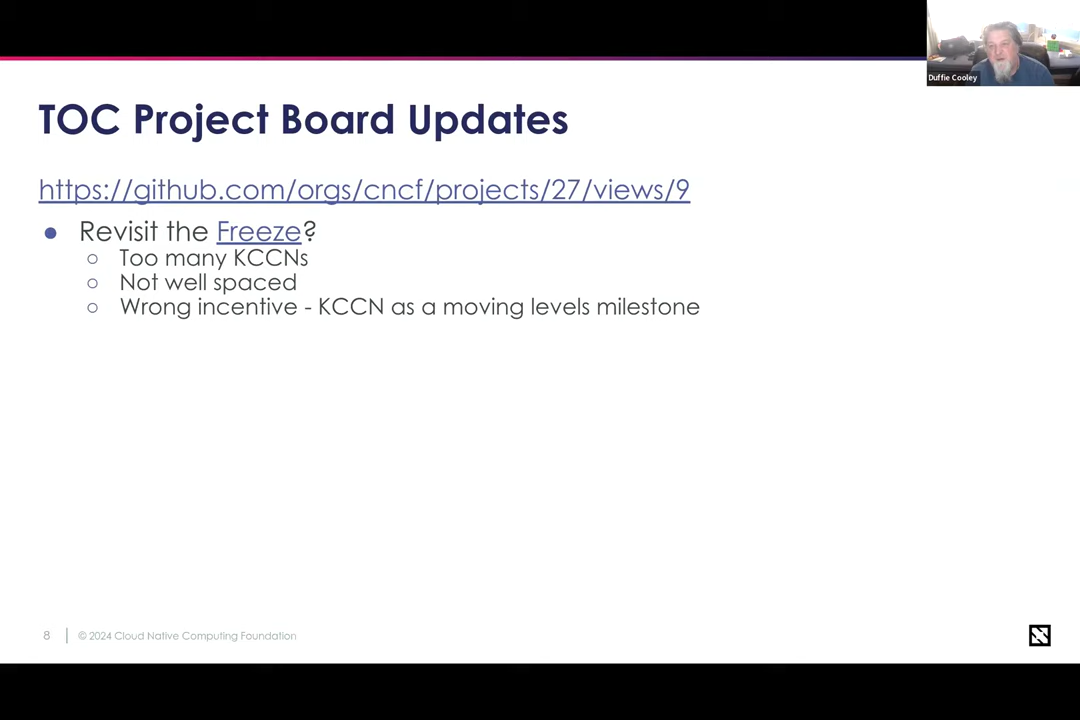 Duffie Cooley
TOC Project Board Updates
https://github.com/orgs/cncf/projects/27/views/9
● Revisit the Freeze?
○ Too many KCCNs
○ Not well spaced
○ Wrong incentive - KCCN as a moving levels milestone
8 | © 2024 Cloud Native Computing Foundation